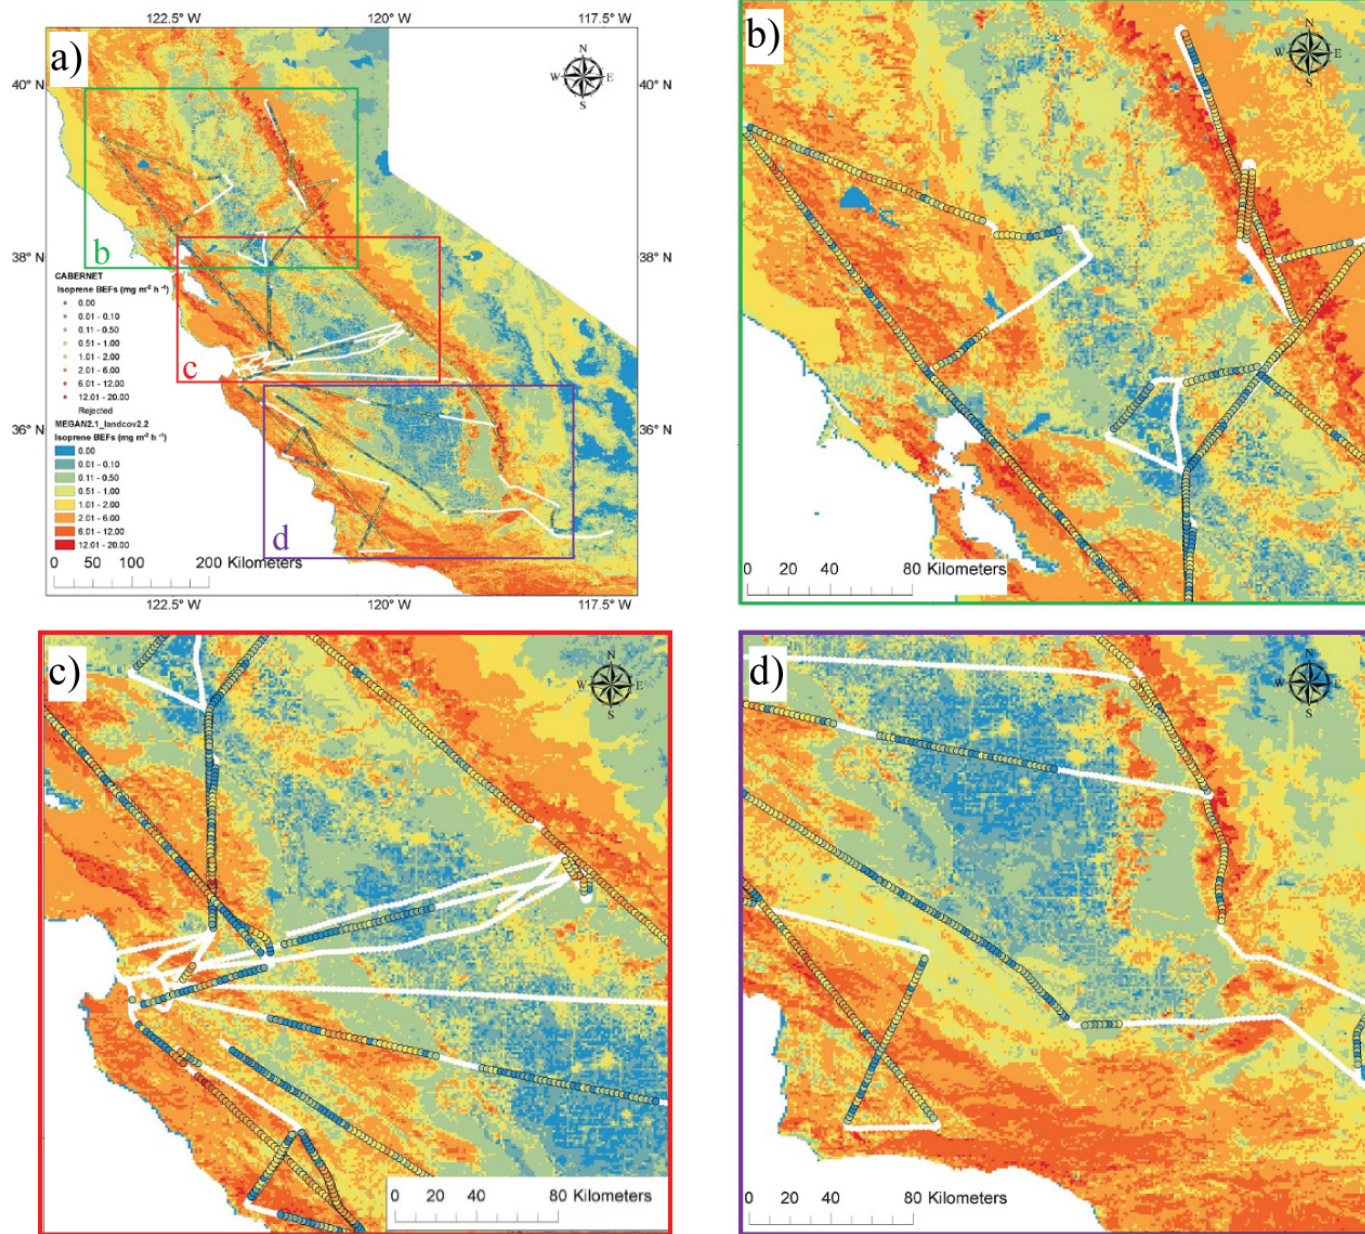 122.5° W 120° W 117.5° W
a)
N
W E
S
40° N
38° N
36° N
b
c
d
CABERNET
Isoprene BEFs (mg m⁻² h⁻¹)
0.00
0.01 - 0.10
0.11 - 0.50
0.51 - 1.00
1.01 - 2.00
2.01 - 6.00
6.01 - 12.00
12.01 - 20.00
Rejected
MEGAN2.1_landcov2.2
Isoprene BEFs (mg m⁻² h⁻¹)
0.00
0.01 - 0.10
0.11 - 0.50
0.51 - 1.00
1.01 - 2.00
2.01 - 6.00
6.01 - 12.00
12.01 - 20.00
0 50 100 200 Kilometers
122.5° W 120° W 117.5° W
b)
N
W E
S
0 20 40 80 Kilometers
c)
N
W E
S
0 20 40 80 Kilometers
d)
N
W E
S
0 20 40 80 Kilometers